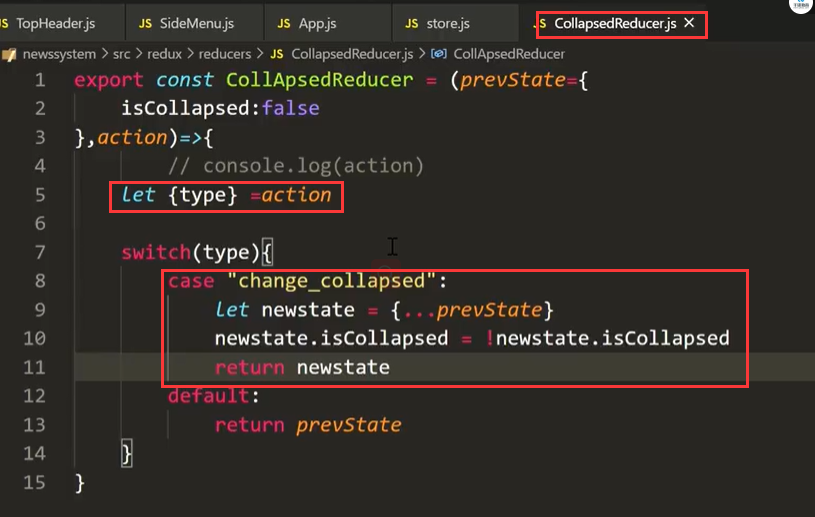 TopHeader.js JS SideMenu.js JS App.js JS store.js JS CollapsedReducer.js ×
newssystem > src > redux > reducers > JS CollapsedReducer.js > CollApsedReducer
1 export const CollApsedReducer = (prevState={
2 isCollapsed:false
3 },action)=>{
4 // console.log(action)
5 let {type} =action
6
7 switch(type){
8 case "change_collapsed":
9 let newstate = {...prevState}
10 newstate.isCollapsed = !newstate.isCollapsed
11 return newstate
12 default:
13 return prevState
14 }
15 }